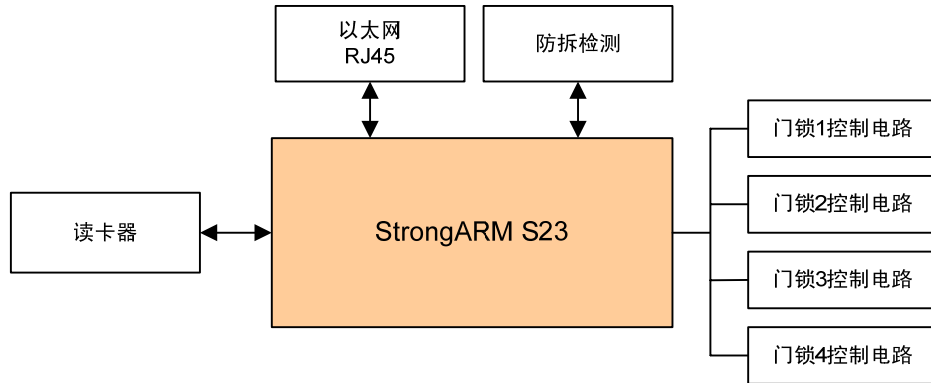 以太网
RJ45
防拆检测
门锁1控制电路
门锁2控制电路
读卡器
StrongARM S23
门锁3控制电路
门锁4控制电路